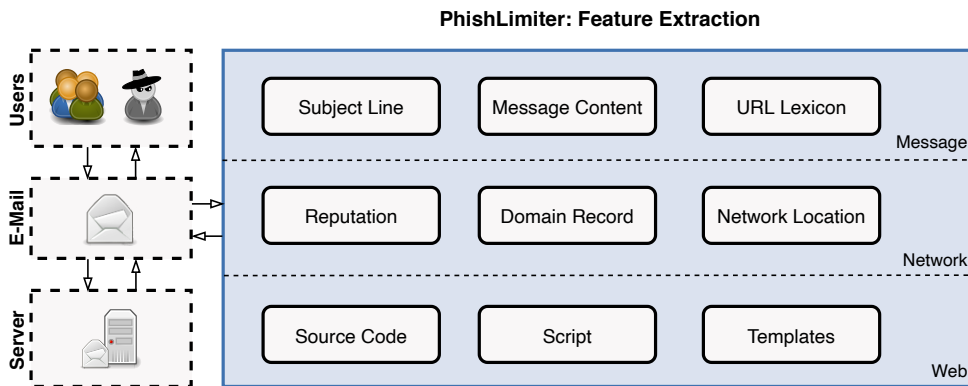 PhishLimiter: Feature Extraction
Users
Subject Line
Message Content
URL Lexicon
Message
E-Mail
Reputation
Domain Record
Network Location
Network
Server
Source Code
Script
Templates
Web